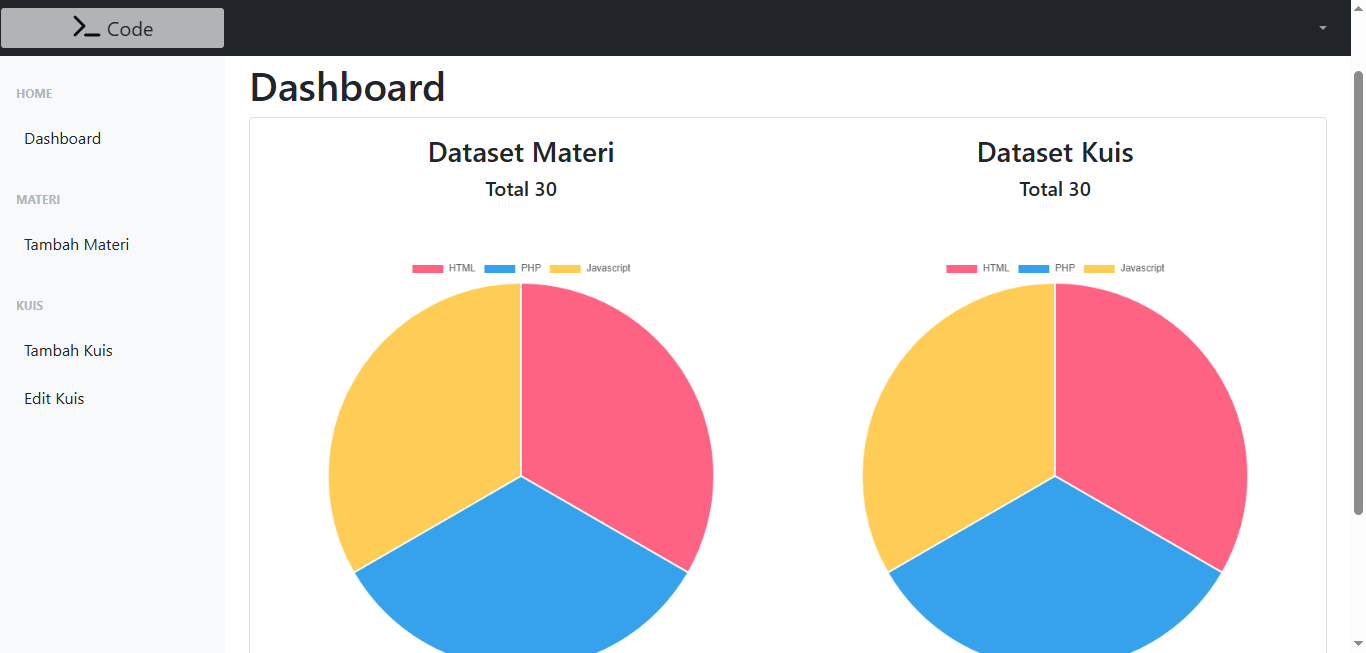 Code
HOME
Dashboard
MATERI
Tambah Materi
KUIS
Tambah Kuis
Edit Kuis
Dashboard
Dataset Materi
Total 30
HTML PHP Javascript
Dataset Kuis
Total 30
HTML PHP Javascript